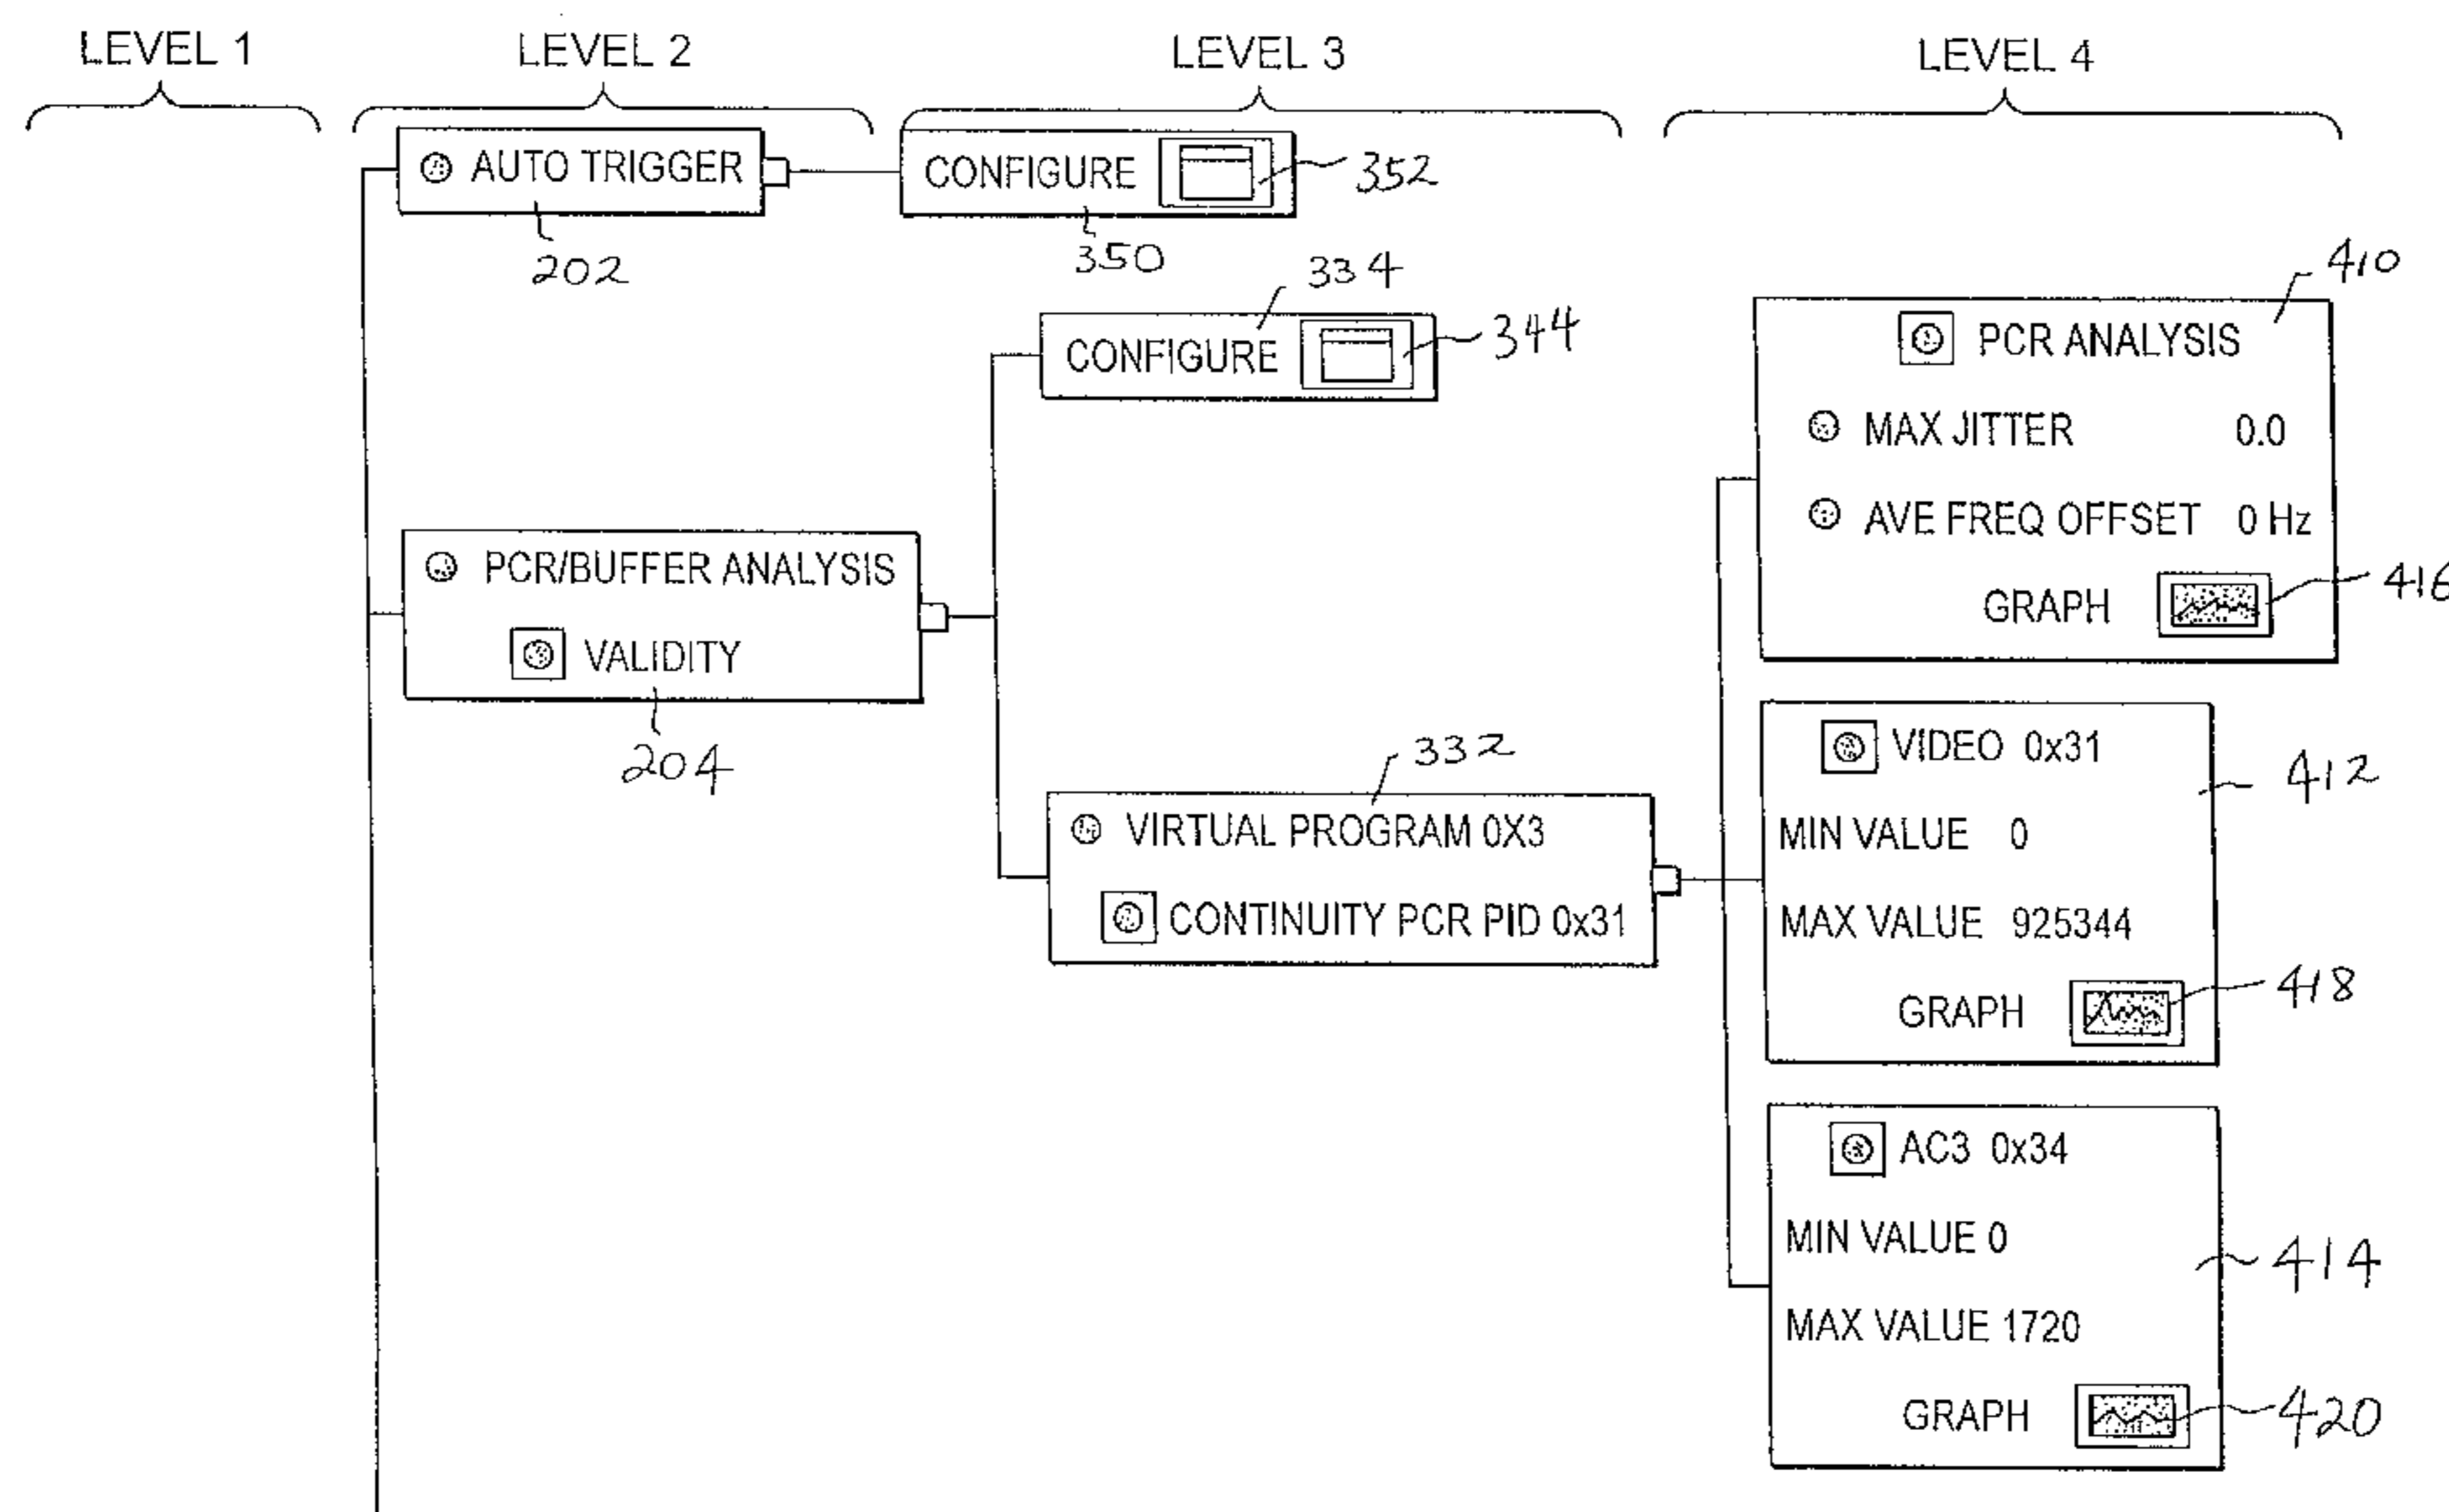 LEVEL 1
LEVEL 2
LEVEL 3
LEVEL 4
AUTO TRIGGER
202
CONFIGURE
352
350
334
CONFIGURE
344
410
PCR ANALYSIS
MAX JITTER 0.0
AVE FREQ OFFSET 0 Hz
GRAPH
416
PCR/BUFFER ANALYSIS
VALIDITY
204
332
VIRTUAL PROGRAM 0X3
CONTINUITY PCR PID 0x31
VIDEO 0x31
412
MIN VALUE 0
MAX VALUE 925344
GRAPH
418
AC3 0x34
MIN VALUE 0
414
MAX VALUE 1720
GRAPH
420